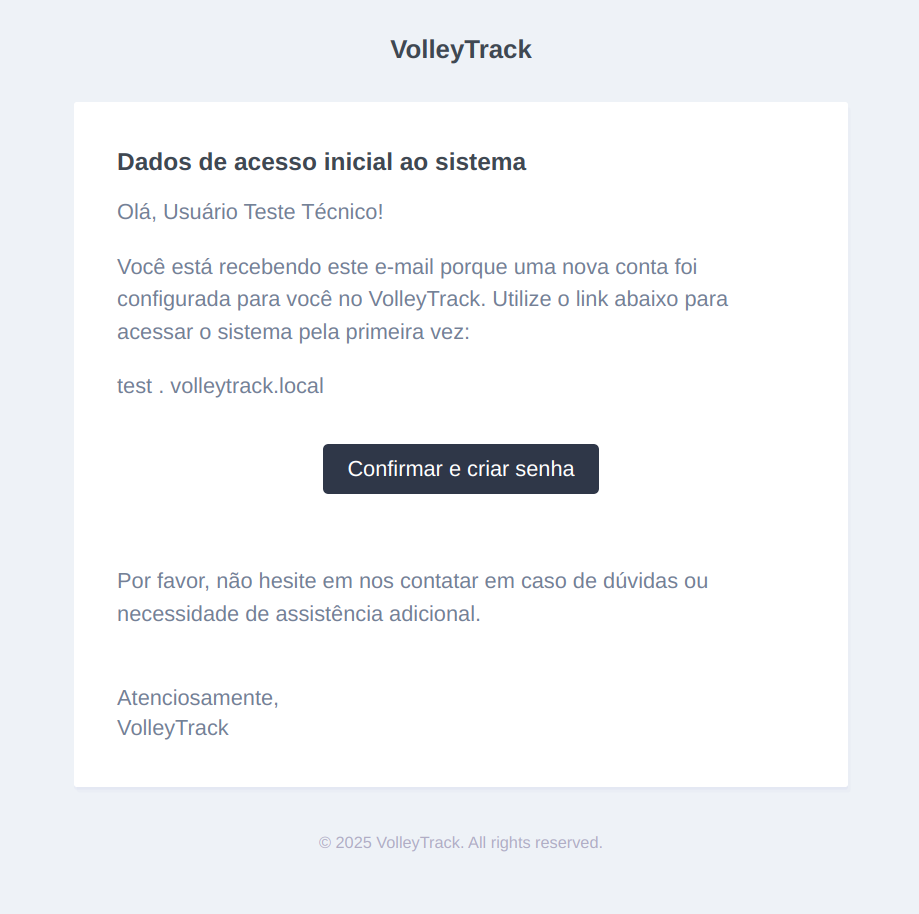 VolleyTrack
Dados de acesso inicial ao sistema
Olá, Usuário Teste Técnico!
Você está recebendo este e-mail porque uma nova conta foi
configurada para você no VolleyTrack. Utilize o link abaixo para
acessar o sistema pela primeira vez:
test . volleytrack.local
Confirmar e criar senha
Por favor, não hesite em nos contatar em caso de dúvidas ou
necessidade de assistência adicional.
Atenciosamente,
VolleyTrack
© 2025 VolleyTrack. All rights reserved.